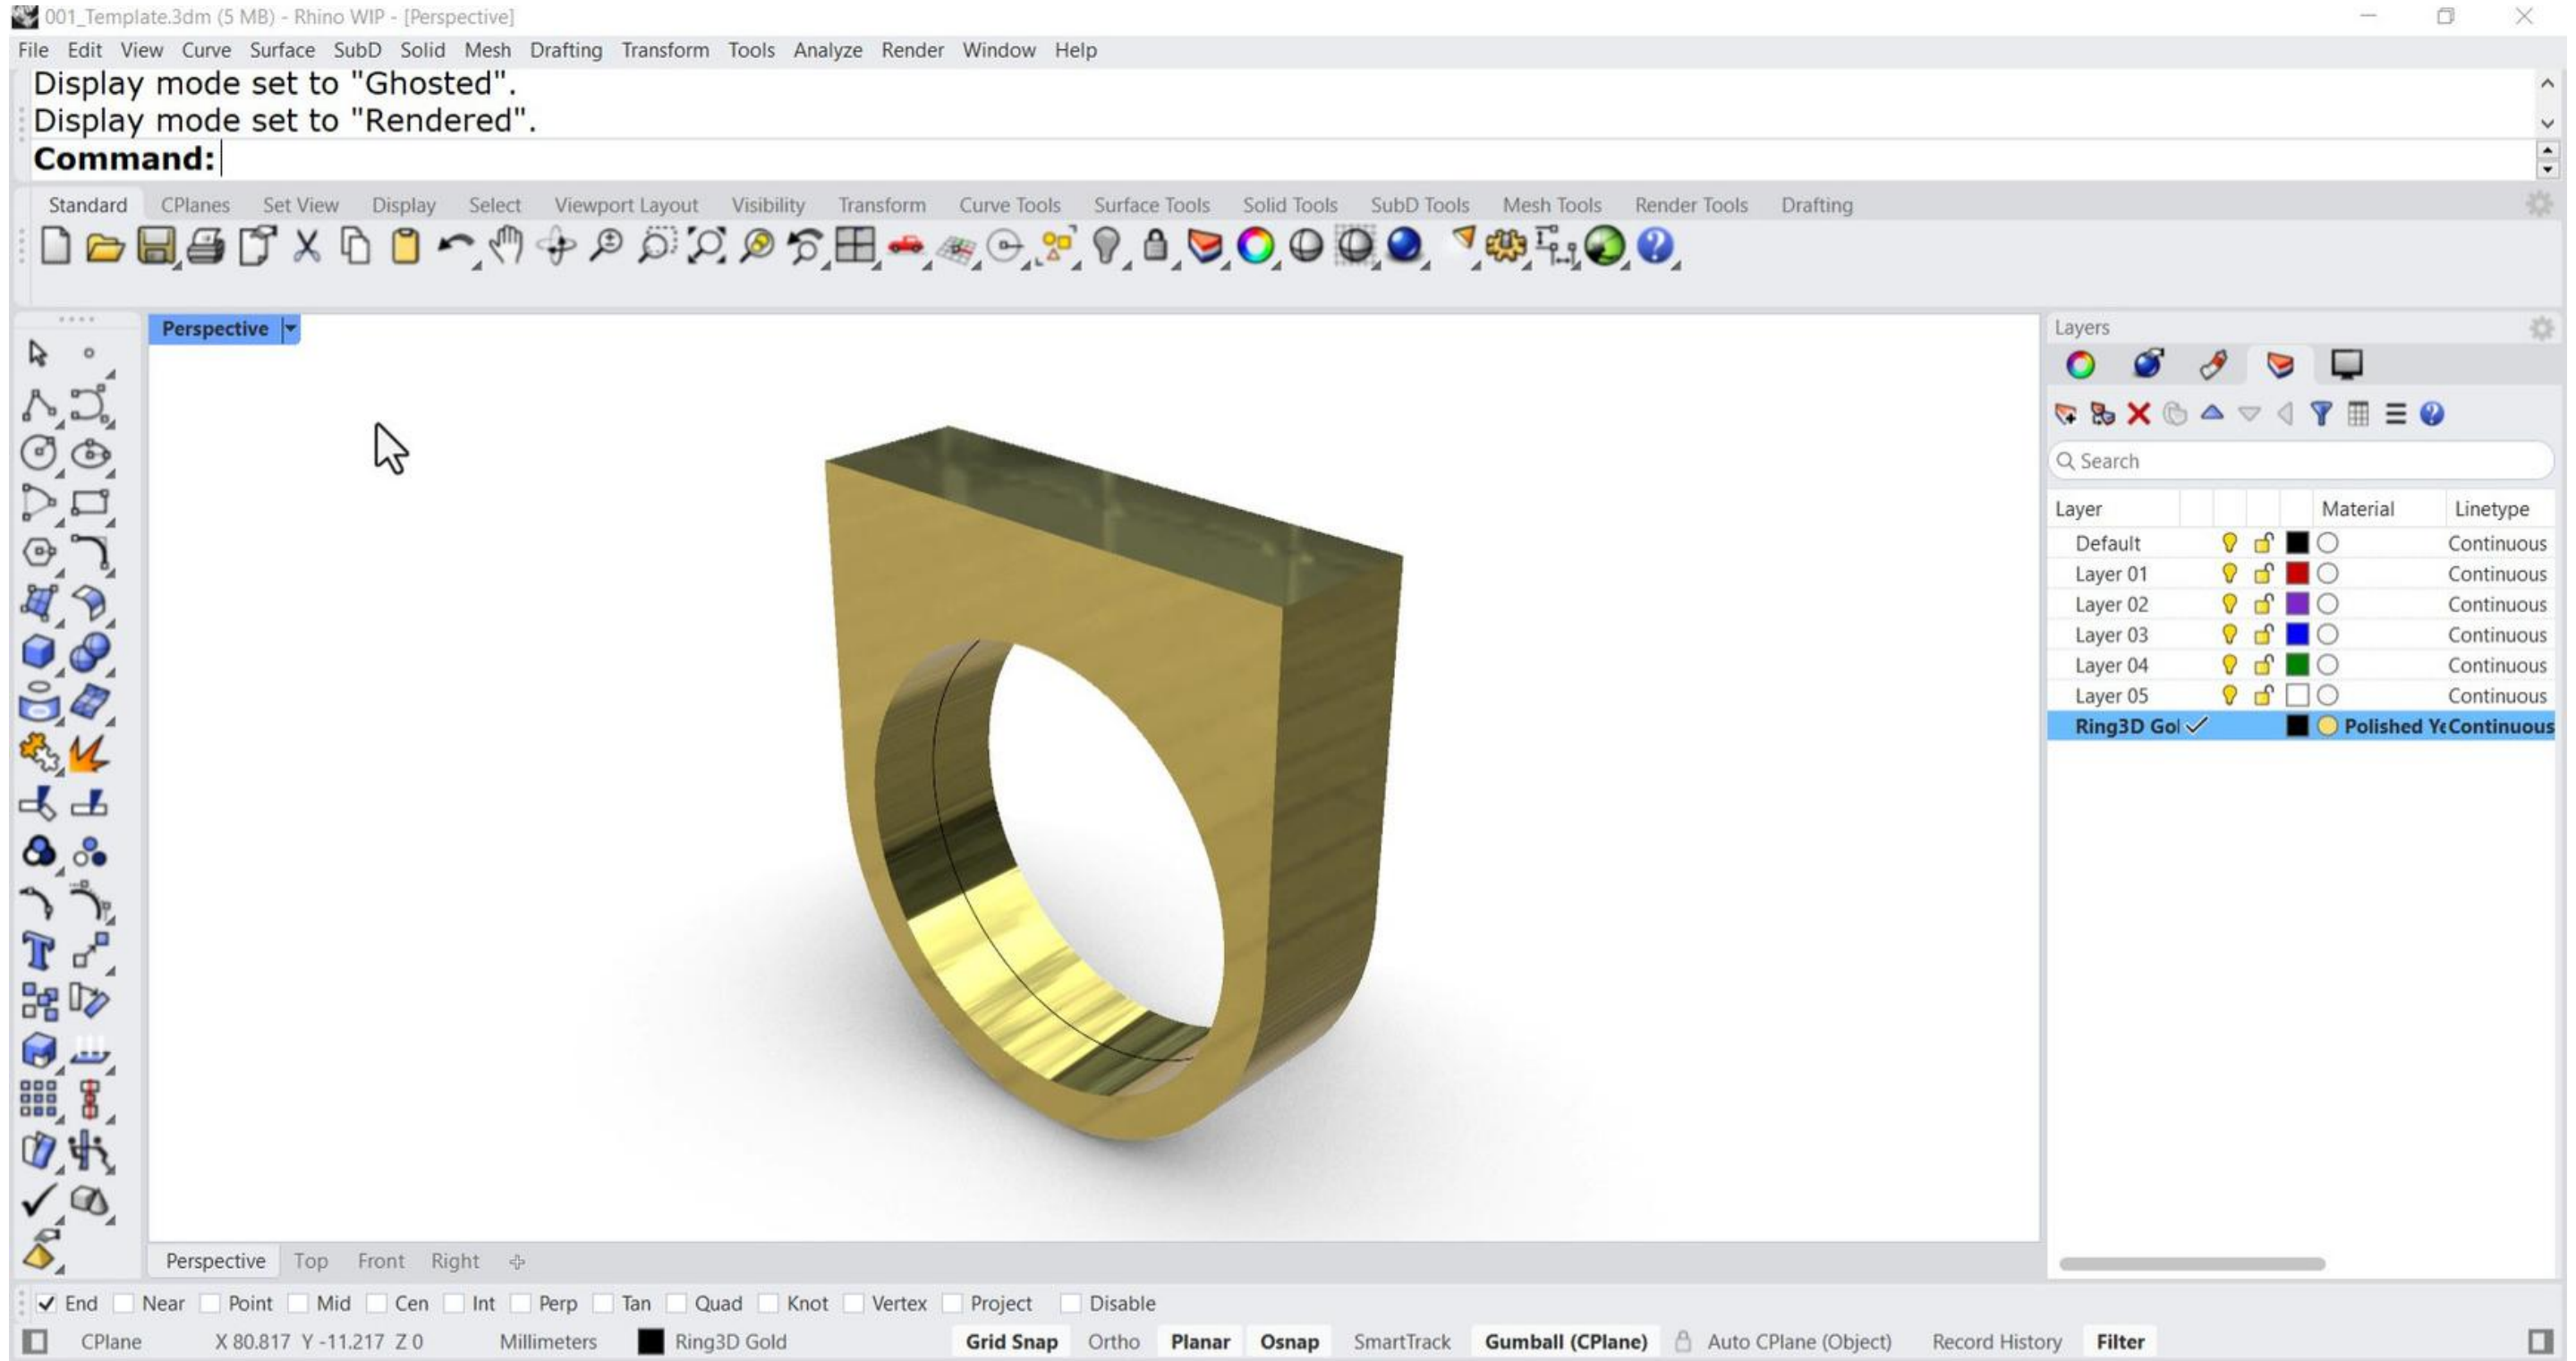 001_Template.3dm (5 MB) - Rhino WIP - [Perspective]
File Edit View Curve Surface SubD Solid Mesh Drafting Transform Tools Analyze Render Window Help
Display mode set to "Ghosted".
Display mode set to "Rendered".
Command:
Standard CPlanes Set View Display Select Viewport Layout Visibility Transform Curve Tools Surface Tools Solid Tools SubD Tools Mesh Tools Render Tools Drafting
Perspective
Layers
Search
Layer Material Linetype
Default Continuous
Layer 01 Continuous
Layer 02 Continuous
Layer 03 Continuous
Layer 04 Continuous
Layer 05 Continuous
Ring3D Gol Polished Ye Continuous
Perspective Top Front Right
End Near Point Mid Cen Int Perp Tan Quad Knot Vertex Project Disable
CPlane X 80.817 Y -11.217 Z 0 Millimeters Ring3D Gold Grid Snap Ortho Planar Osnap SmartTrack Gumball (CPlane) Auto CPlane (Object) Record History Filter